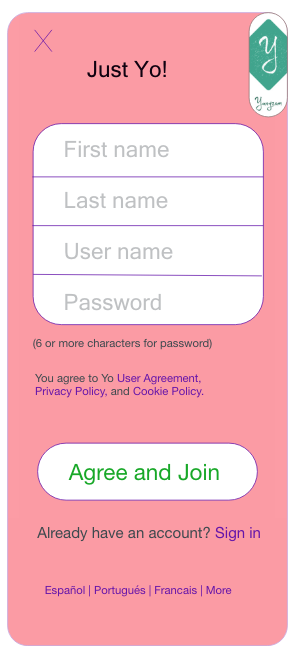 Just Yo!
Y
Yungzum
First name
Last name
User name
Password
(6 or more characters for password)
You agree to Yo User Agreement,
Privacy Policy, and Cookie Policy.
Agree and Join
Already have an account? Sign in
Español | Portugués | Francais | More